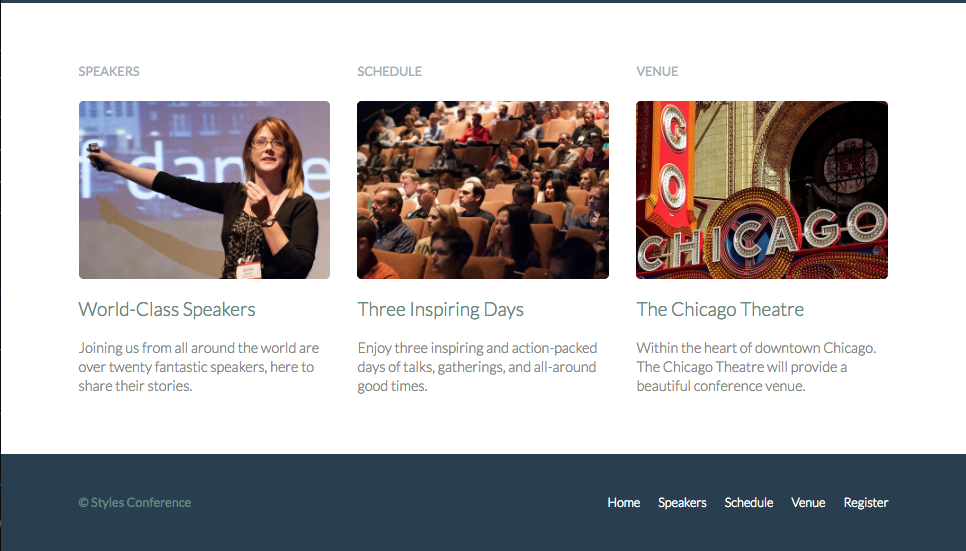 SPEAKERS
SCHEDULE
VENUE
f dance
CHICAGO
CO
World-Class Speakers
Joining us from all around the world are
over twenty fantastic speakers, here to
share their stories.
Three Inspiring Days
Enjoy three inspiring and action-packed
days of talks, gatherings, and all-around
good times.
The Chicago Theatre
Within the heart of downtown Chicago.
The Chicago Theatre will provide a
beautiful conference venue.
© Styles Conference
Home Speakers Schedule Venue Register